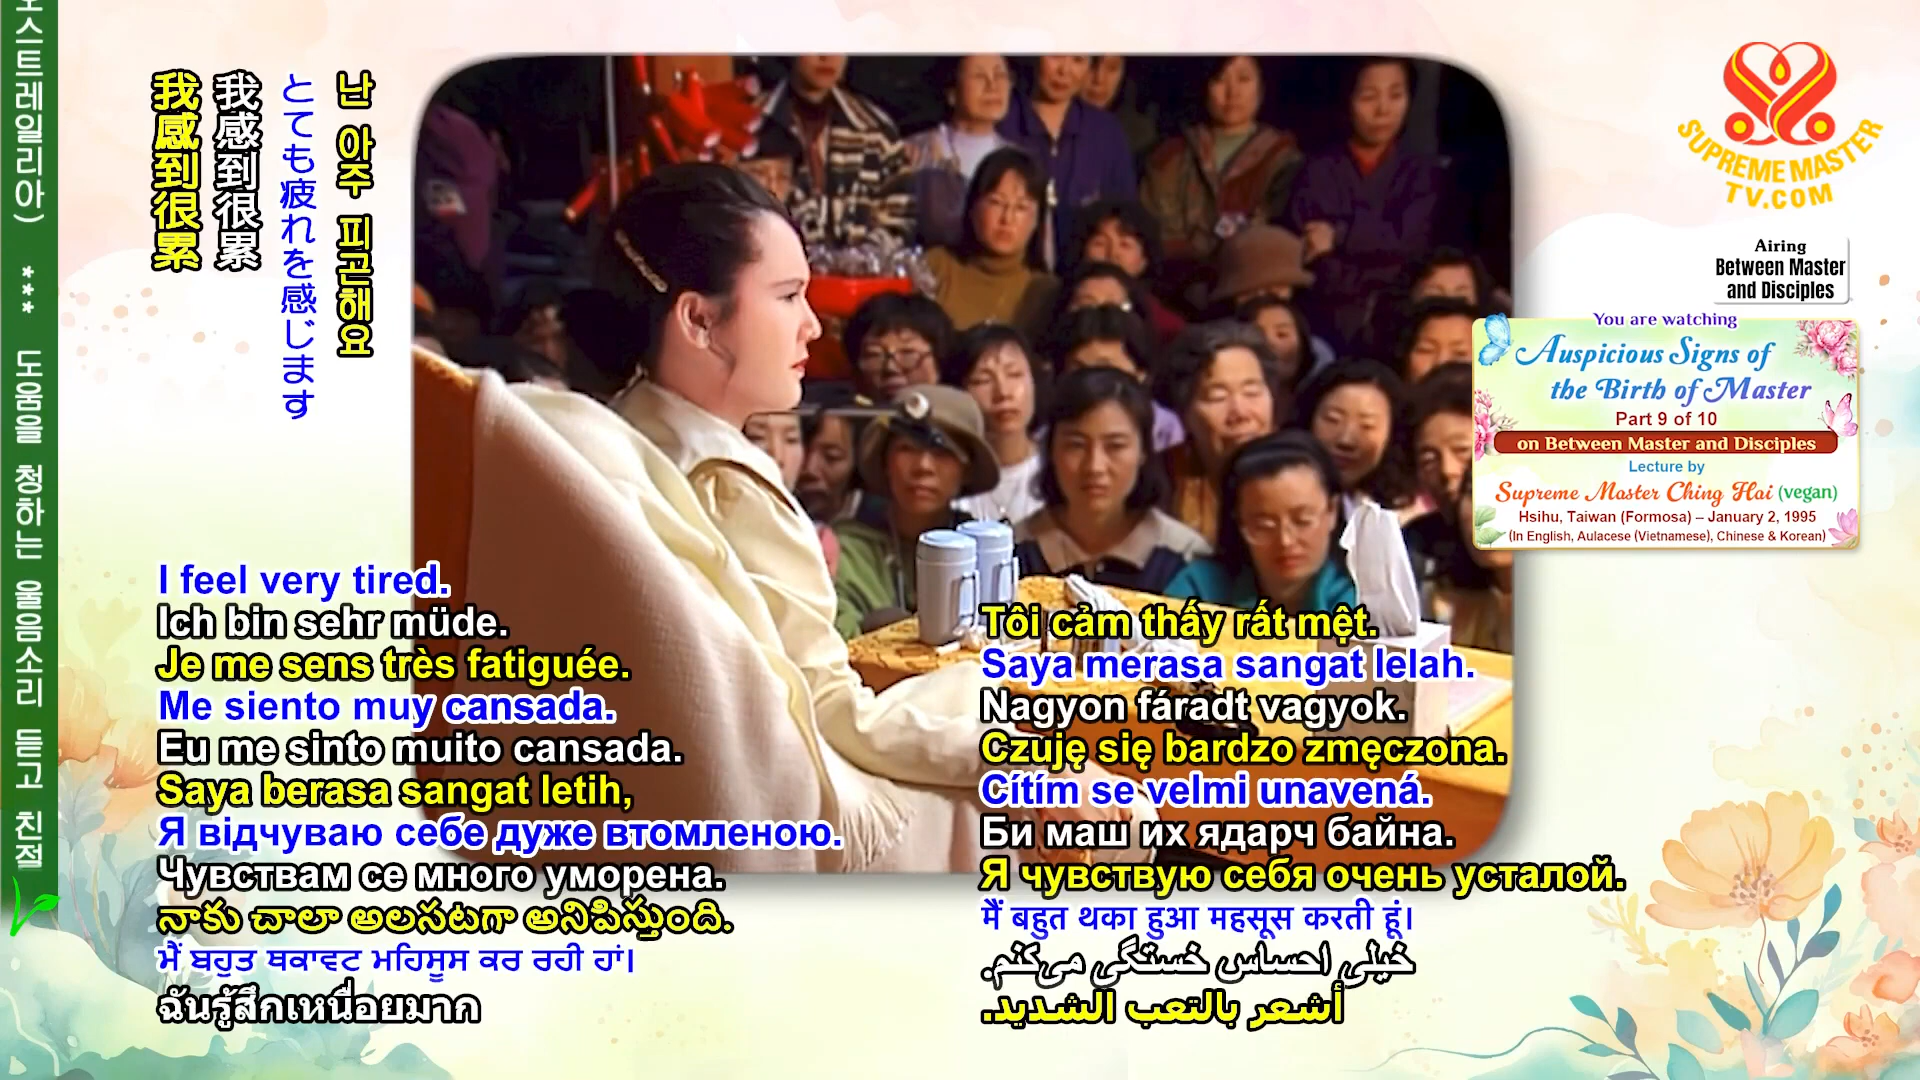 오스트레일리아) *** 도움을 청하는 울음소리 듣고 친절
我感到很累
我感到很累
とても疲れを感じます
난 아주 피곤해요
I feel very tired.
Ich bin sehr müde.
Je me sens très fatiguée.
Me siento muy cansada.
Eu me sinto muito cansada.
Saya berasa sangat letih,
Я відчуваю себе дуже втомленою.
Чувствам се много уморена.
నాకు చాలా అలసటగా అనిపిస్తుంది.
ਮੈਂ ਬਹੁਤ ਥਕਾਵਟ ਮਹਿਸੂਸ ਕਰ ਰਹੀ ਹਾਂ।
ฉันรู้สึกเหนื่อยมาก
Tôi cảm thấy rất mệt.
Saya merasa sangat lelah.
Nagyon fáradt vagyok.
Czuję się bardzo zmęczona.
Cítím se velmi unavená.
Би маш их ядарч байна.
Я чувствую себя очень усталой.
मैं बहुत थका हुआ महसूस करती हूं।
خیلی احساس خستگی می‌کنم.
أشعر بالتعب الشديد.
SUPREME MASTER
TV.COM
Airing
Between Master
and Disciples
You are watching
Auspicious Signs of
the Birth of Master
Part 9 of 10
on Between Master and Disciples
Lecture by
Supreme Master Ching Hai (vegan)
Hsihu, Taiwan (Formosa) – January 2, 1995
(In English, Aulacese (Vietnamese), Chinese & Korean)